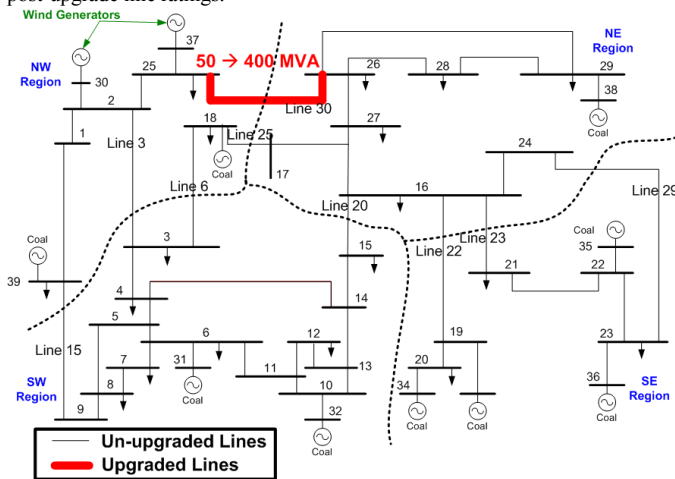 post-upgrade line ratings.
Wind Generators
37
NE
Region
NW
Region
25
50 → 400 MVA
26
28
29
30
38
Line 30
2
Coal
1
Line 3
18
Line 25
27
24
Coal
17
Line 6
16
Line 29
Line 20
Coal
Line 23
Coal
35
39
3
15
Line 22
21
22
4
14
5
6
12
19
23
Line 15
7
31
11
13
20
SW
Region
8
10
34
36
SE
Region
9
Coal
32
Coal
Coal
Coal
Coal
Un-upgraded Lines
Upgraded Lines